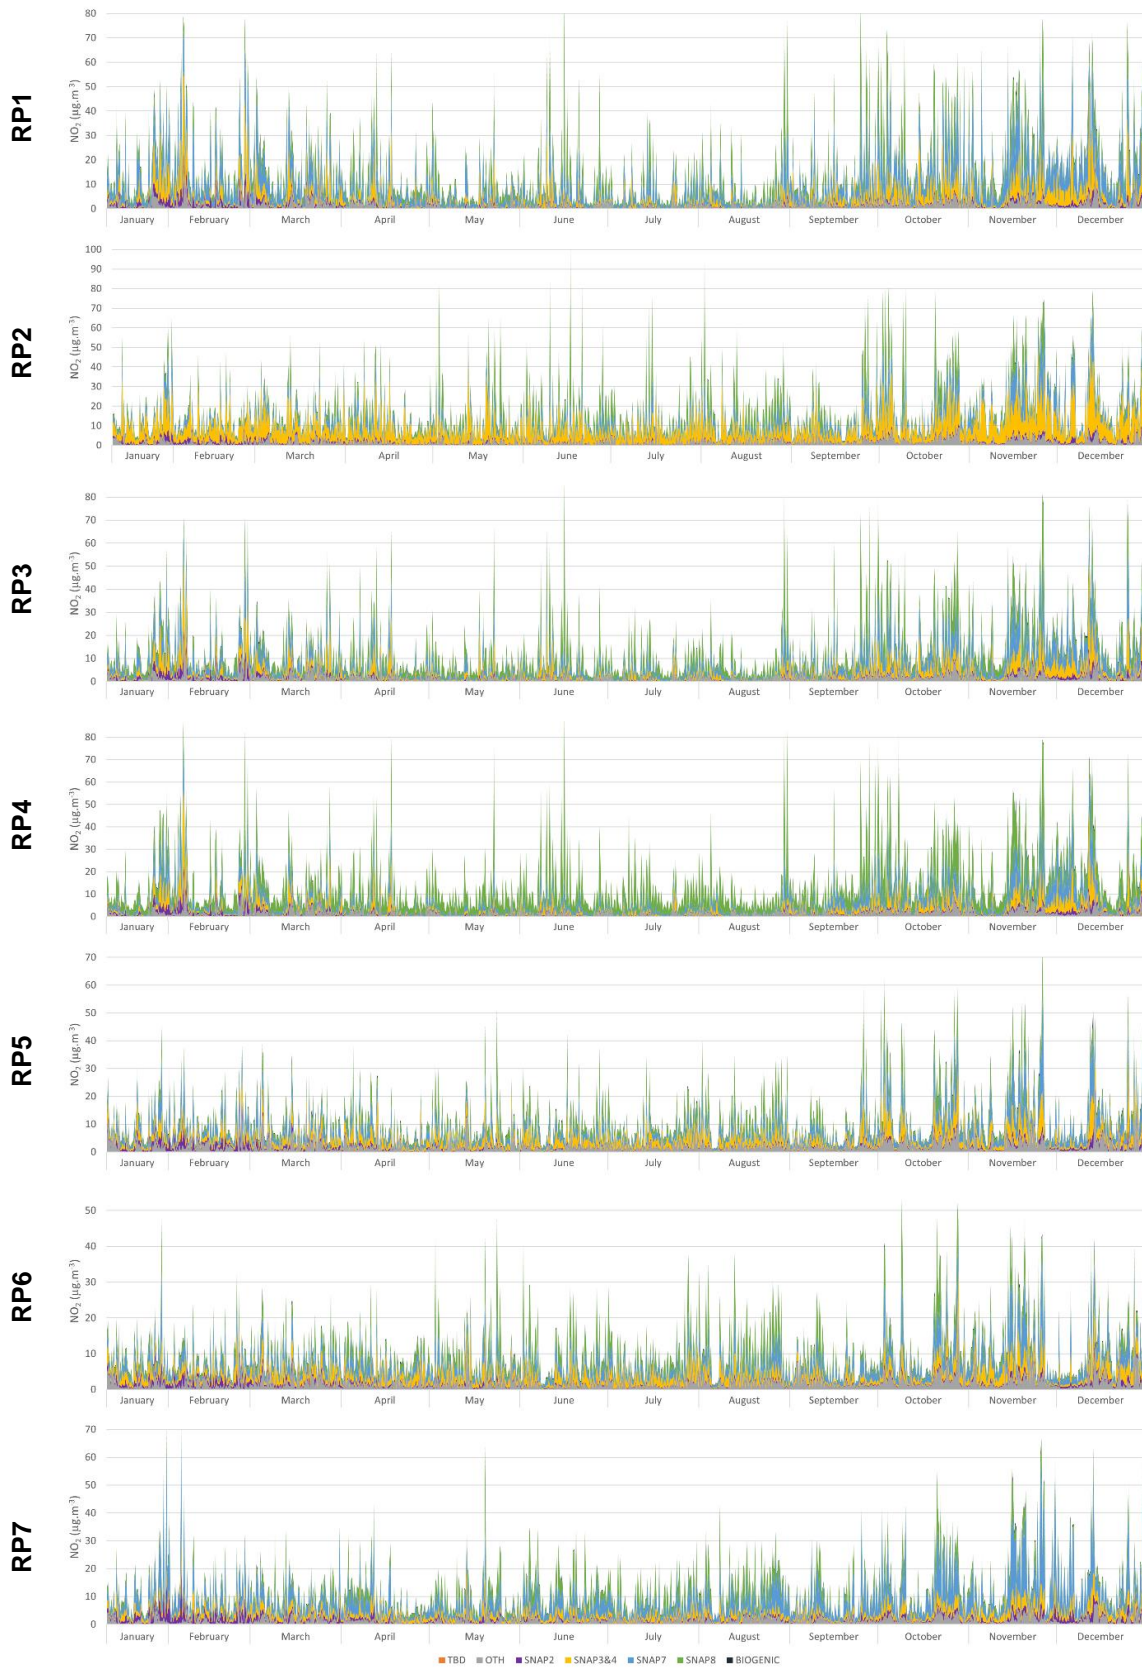 RP1
NO2 (µg.m-3)
80
70
60
50
40
30
20
10
0
January February March April May June July August September October November December
RP2
NO2 (µg.m-3)
100
90
80
70
60
50
40
30
20
10
0
January February March April May June July August September October November December
RP3
NO2 (µg.m-3)
80
70
60
50
40
30
20
10
0
January February March April May June July August September October November December
RP4
NO2 (µg.m-3)
80
70
60
50
40
30
20
10
0
January February March April May June July August September October November December
RP5
NO2 (µg.m-3)
70
60
50
40
30
20
10
0
January February March April May June July August September October November December
RP6
NO2 (µg.m-3)
50
40
30
20
10
0
January February March April May June July August September October November December
RP7
NO2 (µg.m-3)
70
60
50
40
30
20
10
0
January February March April May June July August September October November December
TBD OTH SNAP2 SNAP3&4 SNAP7 SNAP8 BIOGENIC